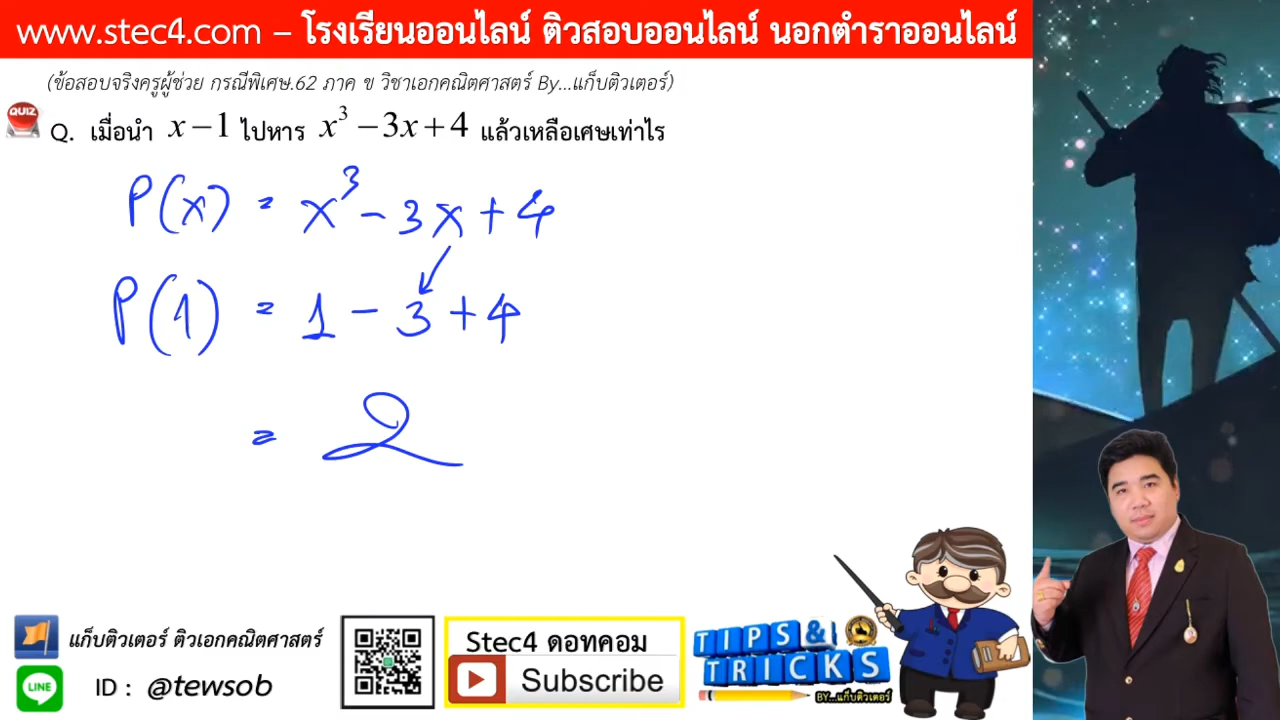 www.stec4.com – โรงเรียนออนไลน์ ติวสอบออนไลน์ นอกตำราออนไลน์
(ข้อสอบจริงครูผู้ช่วย กรณีพิเศษ.62 ภาค ข วิชาเอกคณิตศาสตร์ By...แก็บติวเตอร์)
QUIZ
Q. เมื่อนำ x−1 ไปหาร x³−3x+4 แล้วเหลือเศษเท่าไร
P(x) = x³ − 3x + 4
P(1) = 1 − 3 + 4
= 2
แก็บติวเตอร์ ติวเอกคณิตศาสตร์
LINE
ID : @tewsob
Stec4 ดอทคอม
Subscribe
TIPS &
TRICKS
BY...แก็บติวเตอร์